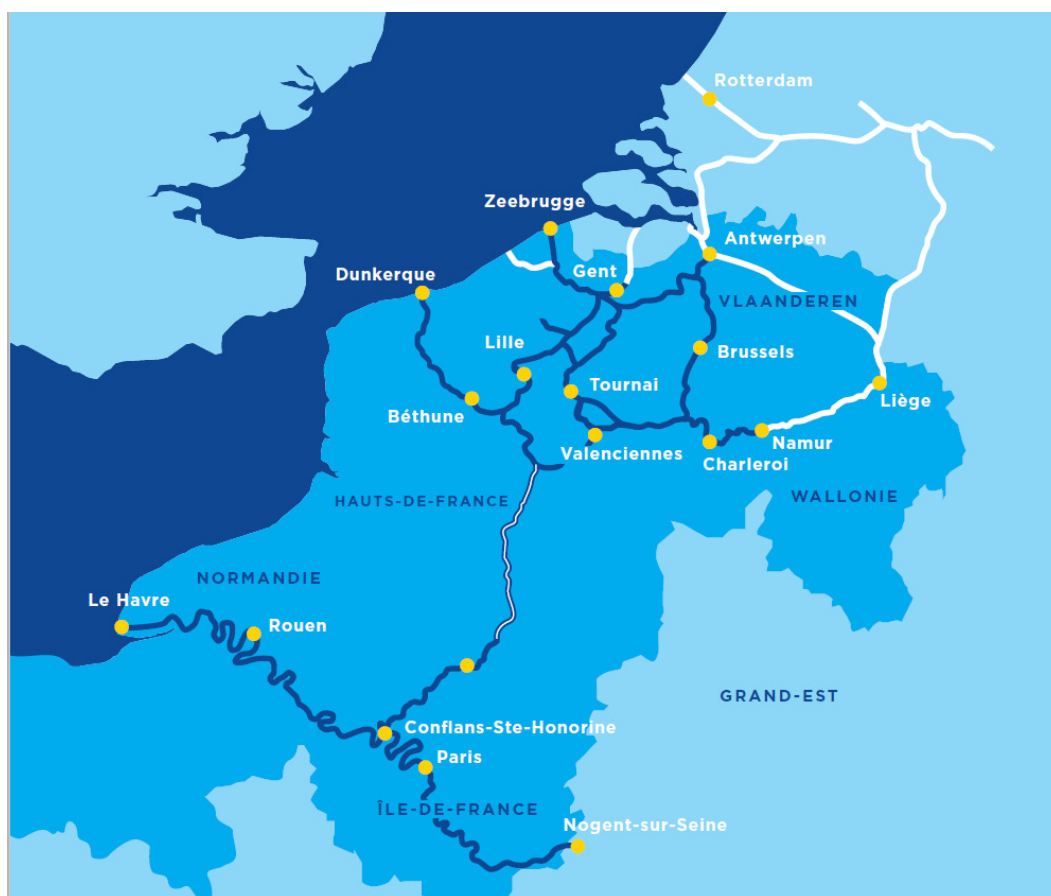 Rotterdam
Zeebrugge
Antwerpen
Dunkerque
Gent
VLAANDEREN
Lille
Brussels
Tournai
Liège
Béthune
Namur
Valenciennes
Charleroi
HAUTS-DE-FRANCE
WALLONIE
NORMANDIE
Le Havre
Rouen
GRAND-EST
Conflans-Ste-Honorine
Paris
ÎLE-DE-FRANCE
Nogent-sur-Seine